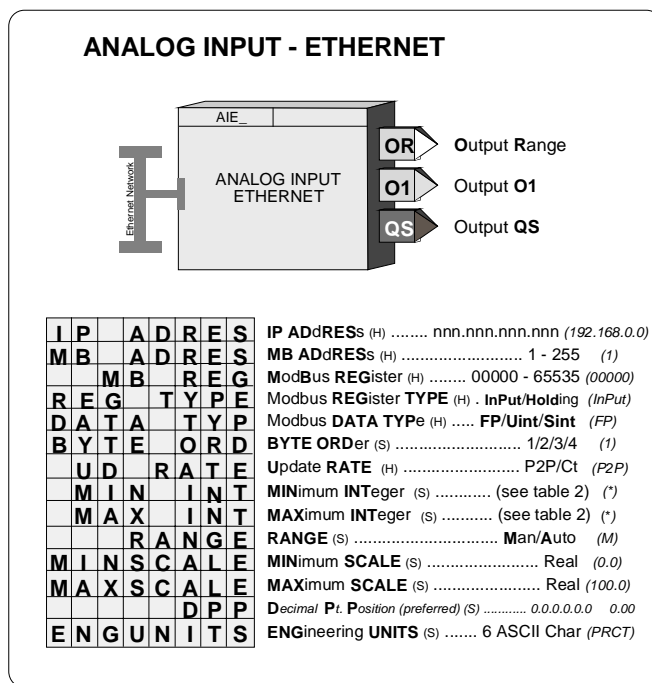 ANALOG INPUT - ETHERNET
AIE_
Ethernet Network
ANALOG INPUT
ETHERNET
OR Output Range
O1 Output O1
QS Output QS
IP ADRES IP ADdRESs (H) ........ nnn.nnn.nnn.nnn (192.168.0.0)
MB ADRES MB ADdRESs (H) ......................... 1 - 255 (1)
MB REG ModBus REGister (H) ........ 00000 - 65535 (00000)
REG TYPE Modbus REGister TYPE (H) . InPut/Holding (InPut)
DATA TYP Modbus DATA TYPe (H) ..... FP/Uint/Sint (FP)
BYTE ORD BYTE ORDer (S) ......................... 1/2/3/4 (1)
UD RATE Update RATE (H) ....................... P2P/Ct (P2P)
MIN INT MINimum INTeger (S) ........... (see table 2) (*)
MAX INT MAXimum INTeger (S) ........... (see table 2) (*)
RANGE RANGE (S) ............................. Man/Auto (M)
MINSCALE MINimum SCALE (S) ..................... Real (0.0)
MAXSCALE MAXimum SCALE (S) ................... Real (100.0)
DPP Decimal Pt. Position (preferred) (S) ............ 0.0.0.0.0.0 0.00
ENGUNITS ENGineering UNITS (S) ....... 6 ASCII Char (PRCT)